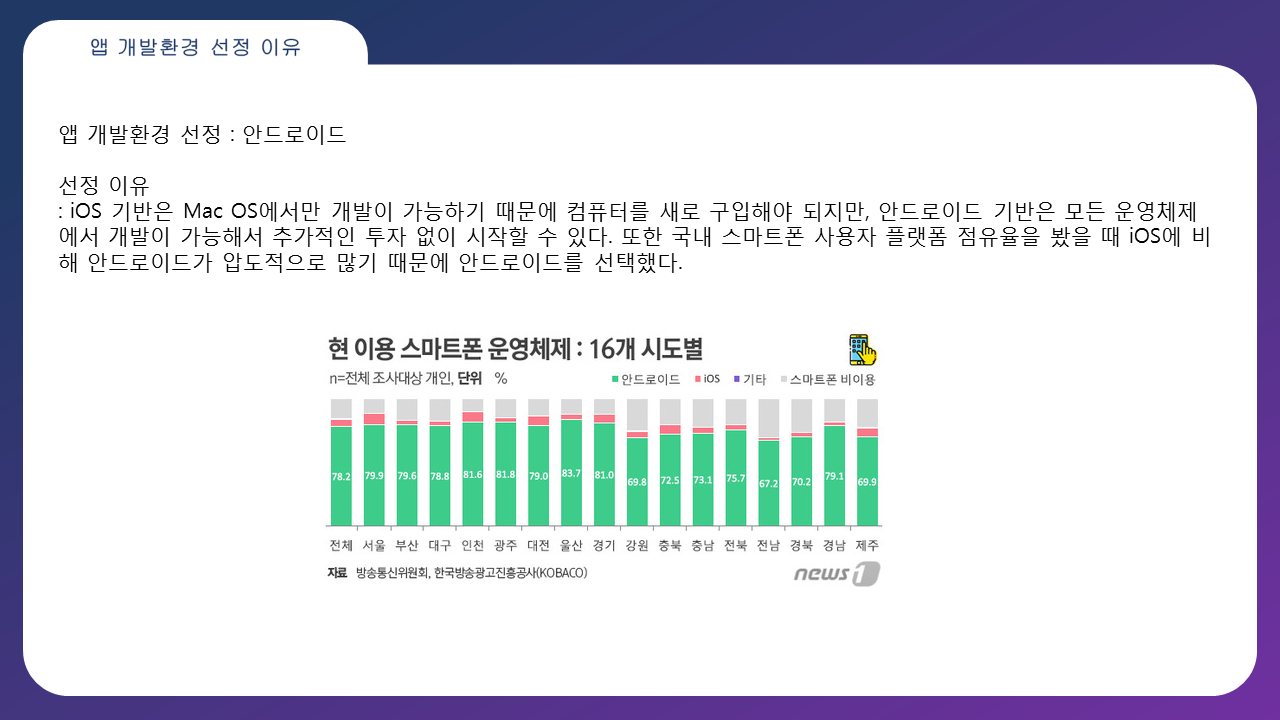 앱 개발환경 선정 이유
앱 개발환경 선정 : 안드로이드
선정 이유
: iOS 기반은 Mac OS에서만 개발이 가능하기 때문에 컴퓨터를 새로 구입해야 되지만, 안드로이드 기반은 모든 운영체제
에서 개발이 가능해서 추가적인 투자 없이 시작할 수 있다. 또한 국내 스마트폰 사용자 플랫폼 점유율을 봤을 때 iOS에 비
해 안드로이드가 압도적으로 많기 때문에 안드로이드를 선택했다.
현 이용 스마트폰 운영체제 : 16개 시도별
n=전체 조사대상 개인, 단위 %
안드로이드 iOS 기타 스마트폰 비이용
78.2 79.9 79.6 78.8 81.6 81.8 79.0 83.7 81.0 69.8 72.5 73.1 75.7 67.2 70.2 79.1 69.9
전체 서울 부산 대구 인천 광주 대전 울산 경기 강원 충북 충남 전북 전남 경북 경남 제주
자료 방송통신위원회, 한국방송광고진흥공사(KOBACO)
news1